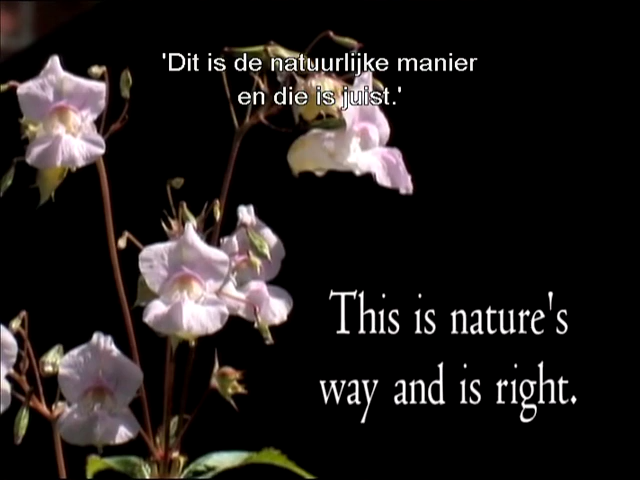 'Dit is de natuurlijke manier
en die is juist.'
This is nature's
way and is right.